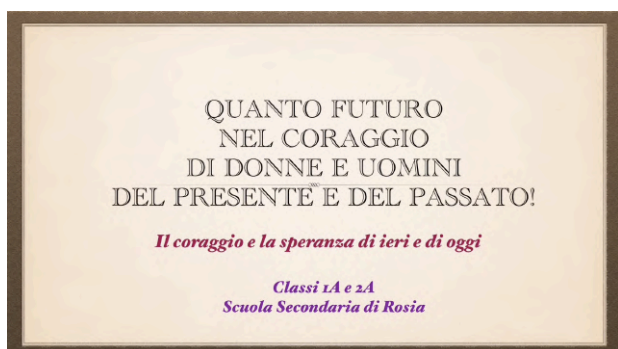 QUANTO FUTURO
NEL CORAGGIO
DI DONNE E UOMINI
DEL PRESENTE E DEL PASSATO!
Il coraggio e la speranza di ieri e di oggi
Classi 1A e 2A
Scuola Secondaria di Rosia